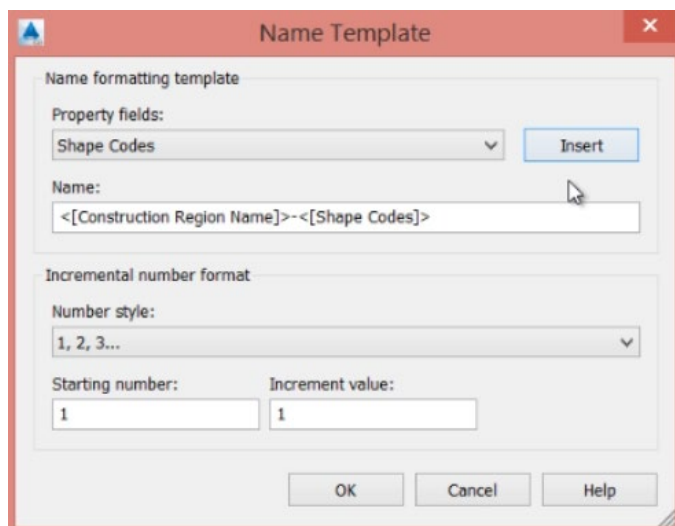 Name Template
Name formatting template
Property fields:
Shape Codes
Insert
Name:
<[Construction Region Name]>-<[Shape Codes]>
Incremental number format
Number style:
1, 2, 3...
Starting number: Increment value:
1 1
OK Cancel Help